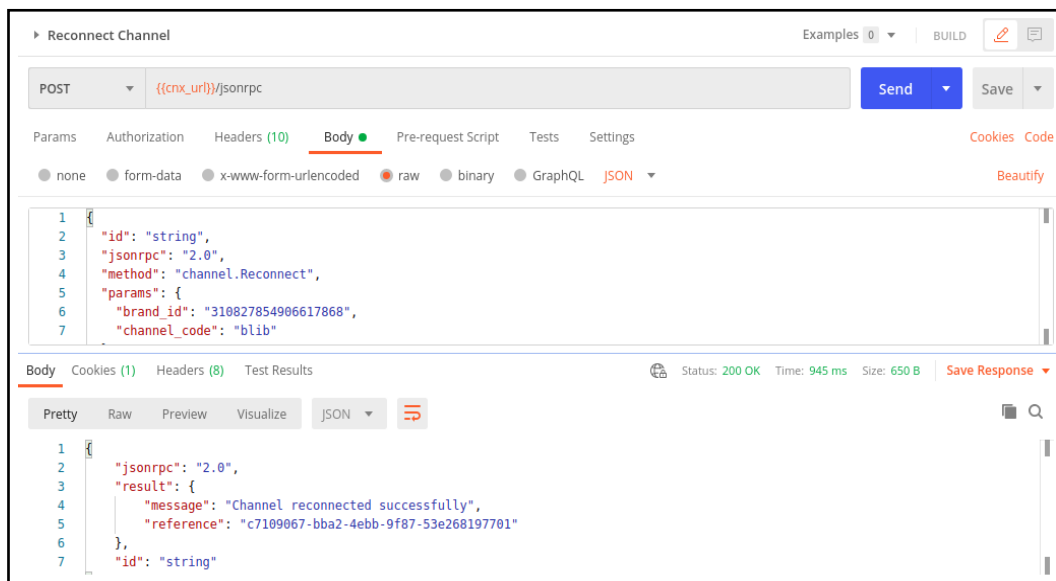 Reconnect Channel Examples 0 BUILD
POST {{cnx_url}}/jsonrpc Send Save
Params Authorization Headers (10) Body Pre-request Script Tests Settings Cookies Code
none form-data x-www-form-urlencoded raw binary GraphQL JSON Beautify
1 {
2 "id": "string",
3 "jsonrpc": "2.0",
4 "method": "channel.Reconnect",
5 "params": {
6 "brand_id": "310827854906617868",
7 "channel_code": "blib"
Body Cookies (1) Headers (8) Test Results Status: 200 OK Time: 945 ms Size: 650 B Save Response
Pretty Raw Preview Visualize JSON
1 {
2 "jsonrpc": "2.0",
3 "result": {
4 "message": "Channel reconnected successfully",
5 "reference": "c7109067-bba2-4ebb-9f87-53e268197701"
6 },
7 "id": "string"